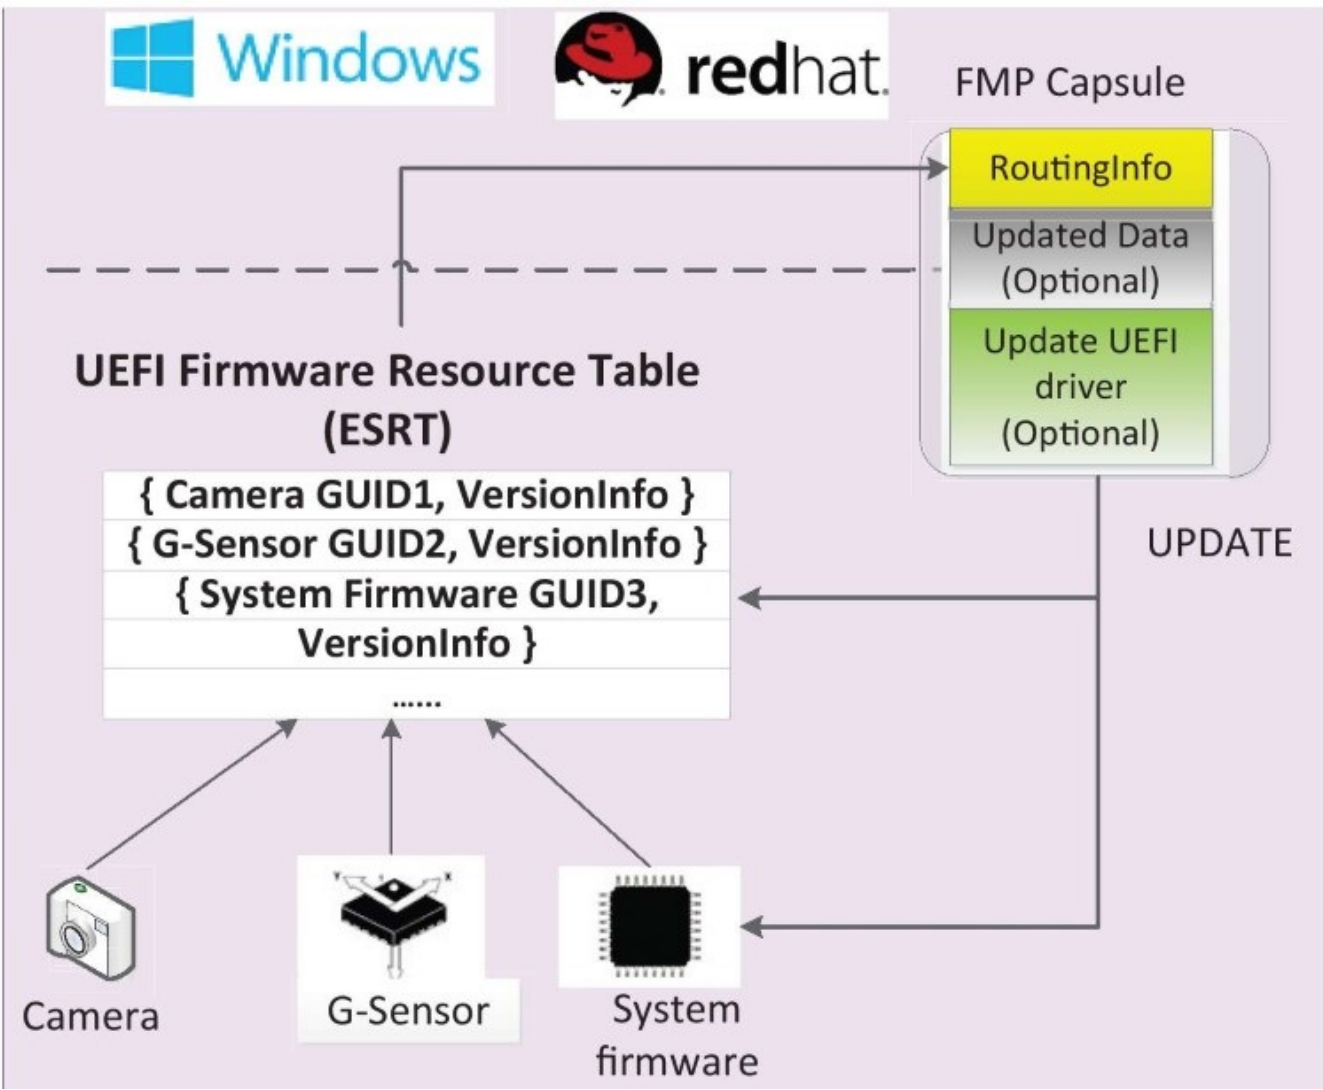 Windows
redhat.
FMP Capsule
RoutingInfo
Updated Data
(Optional)
Update UEFI
driver
(Optional)
UEFI Firmware Resource Table
(ESRT)
{ Camera GUID1, VersionInfo }
{ G-Sensor GUID2, VersionInfo }
{ System Firmware GUID3,
VersionInfo }
......
UPDATE
Y
X
Camera
G-Sensor
System
firmware